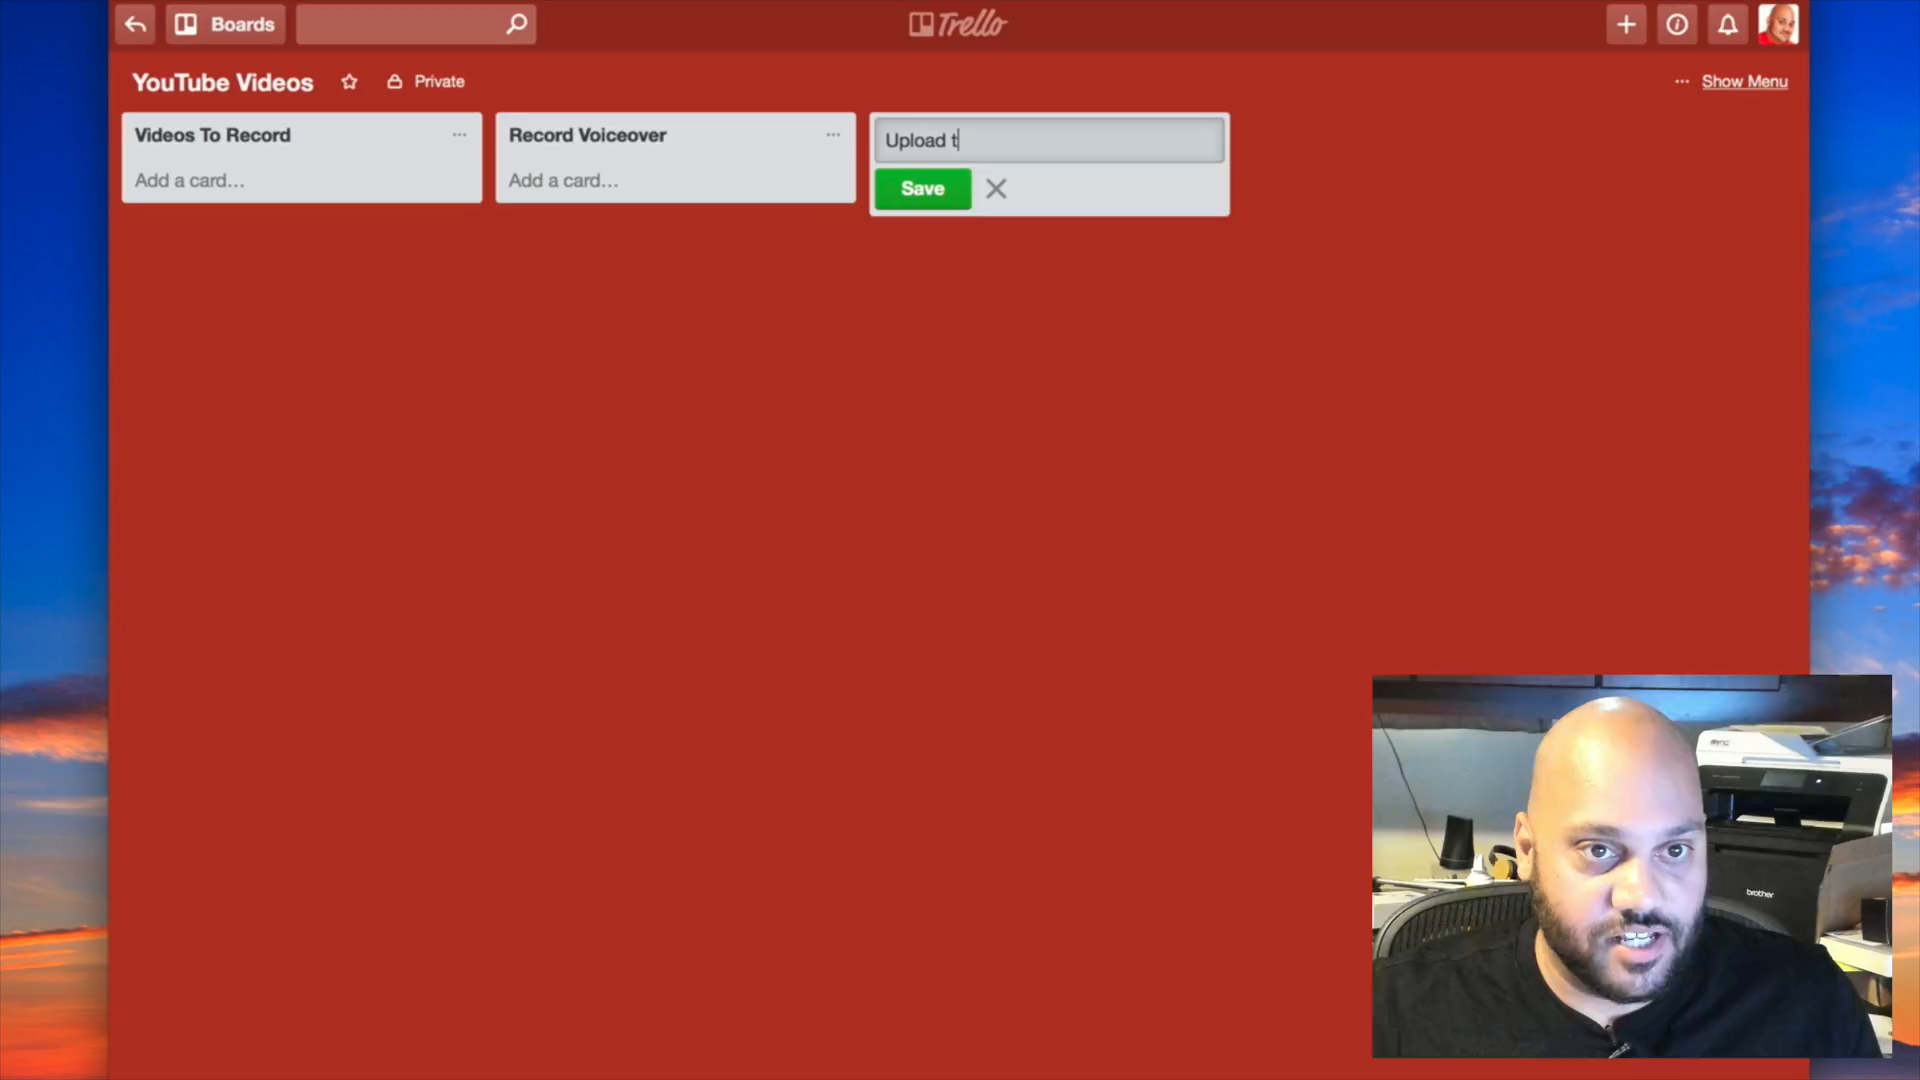 Boards
Trello
YouTube Videos
Private
Show Menu
Videos To Record
Add a card...
Record Voiceover
Add a card...
Upload t
Save
MFC
brother